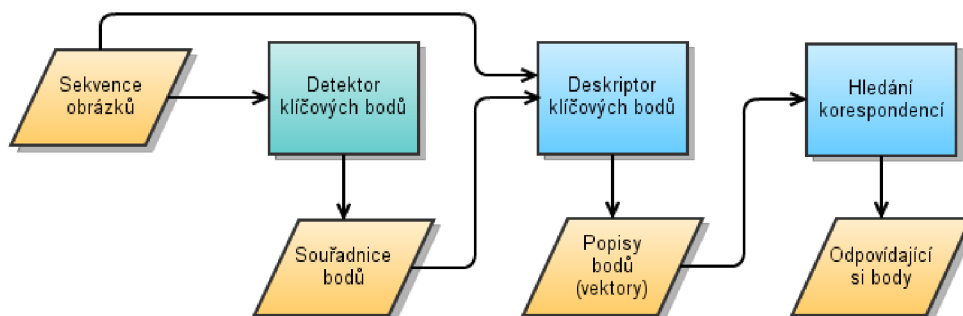 Sekvence
obrázků
Detektor
klíčových bodů
Deskriptor
klíčových bodů
Hledání
korespondencí
Souřadnice
bodů
Popisy
bodů
(vektory)
Odpovídající
si body